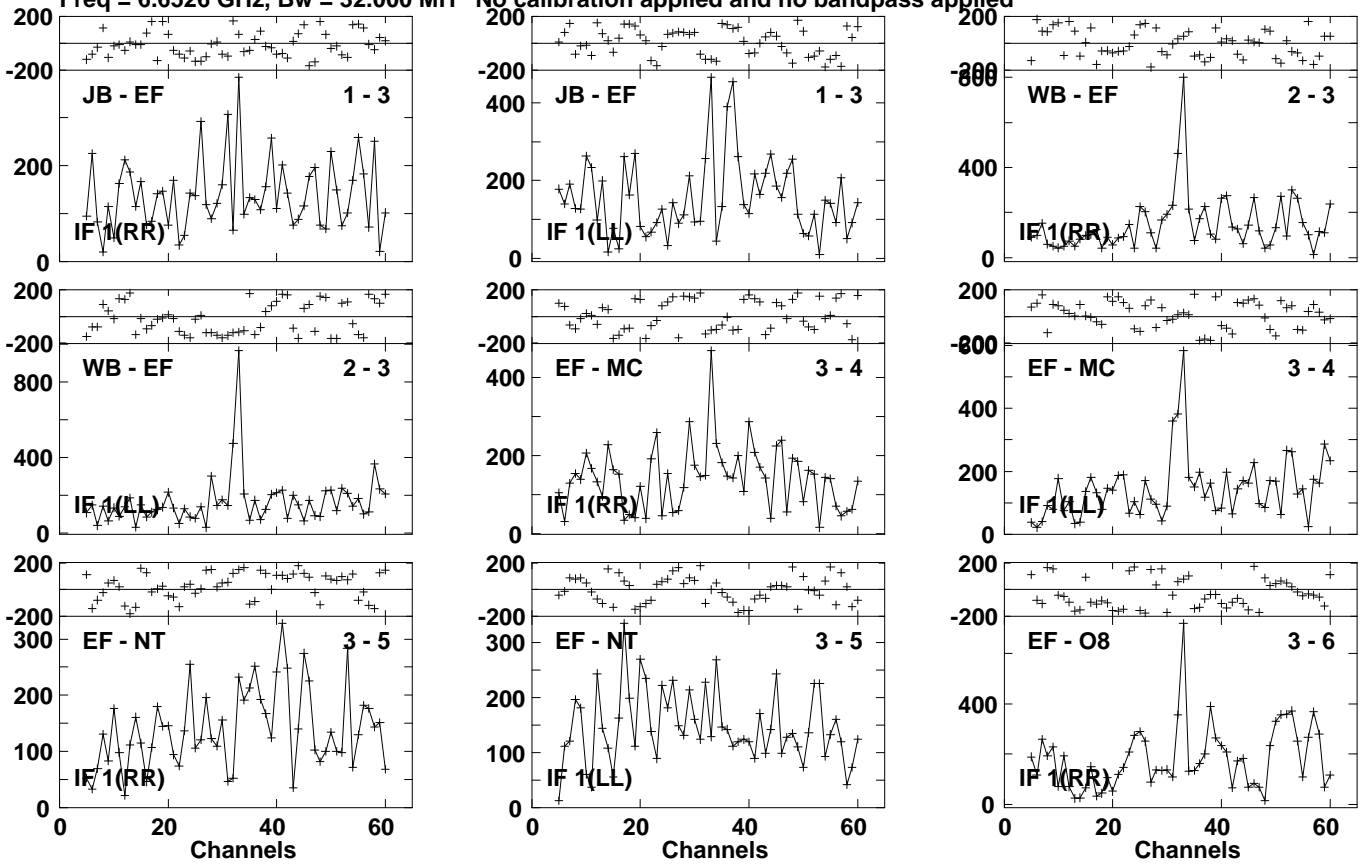 Freq = 6.6526 GHz, Bw = 32.000 MH No calibration applied and no bandpass applied
200
-200
JB - EF 1 - 3
200
0
IF 1(RR)
200
-200
JB - EF 1 - 3
400
200
0
IF 1(LL)
200
-200
800
WB - EF 2 - 3
400
0
IF 1(RR)
200
-200
WB - EF 2 - 3
800
400
0
IF 1(LL)
200
-200
EF - MC 3 - 4
400
200
0
IF 1(RR)
200
-200
600
EF - MC 3 - 4
400
200
0
IF 1(LL)
200
-200
EF - NT 3 - 5
300
200
100
0
IF 1(RR)
0 20 40 60
Channels
200
-200
EF - NT 3 - 5
300
200
100
0
IF 1(LL)
0 20 40 60
Channels
200
-200
EF - O8 3 - 6
400
0
IF 1(RR)
0 20 40 60
Channels